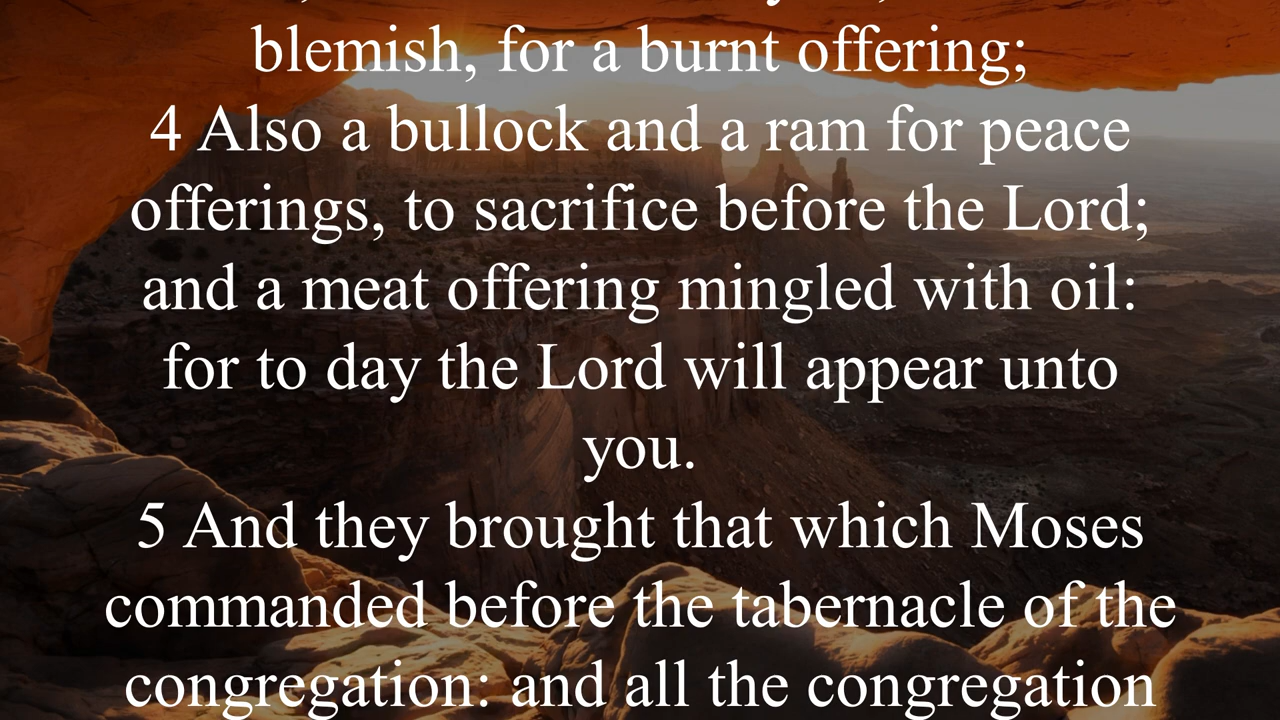 blemish, for a burnt offering;
4 Also a bullock and a ram for peace
offerings, to sacrifice before the Lord;
and a meat offering mingled with oil:
for to day the Lord will appear unto
you.
5 And they brought that which Moses
commanded before the tabernacle of the
congregation: and all the congregation